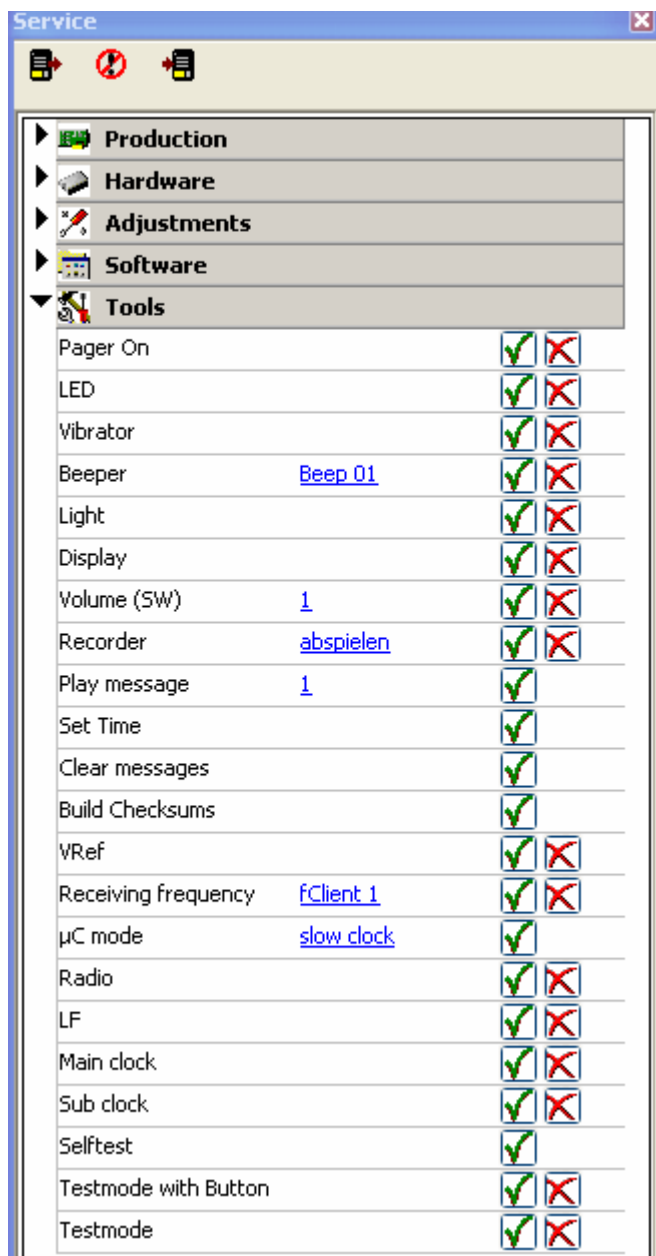 Service
Production
Hardware
Adjustments
Software
Tools
Pager On
LED
Vibrator
Beeper Beep 01
Light
Display
Volume (SW) 1
Recorder abspielen
Play message 1
Set Time
Clear messages
Build Checksums
VRef
Receiving frequency fClient 1
µC mode slow clock
Radio
LF
Main clock
Sub clock
Selftest
Testmode with Button
Testmode